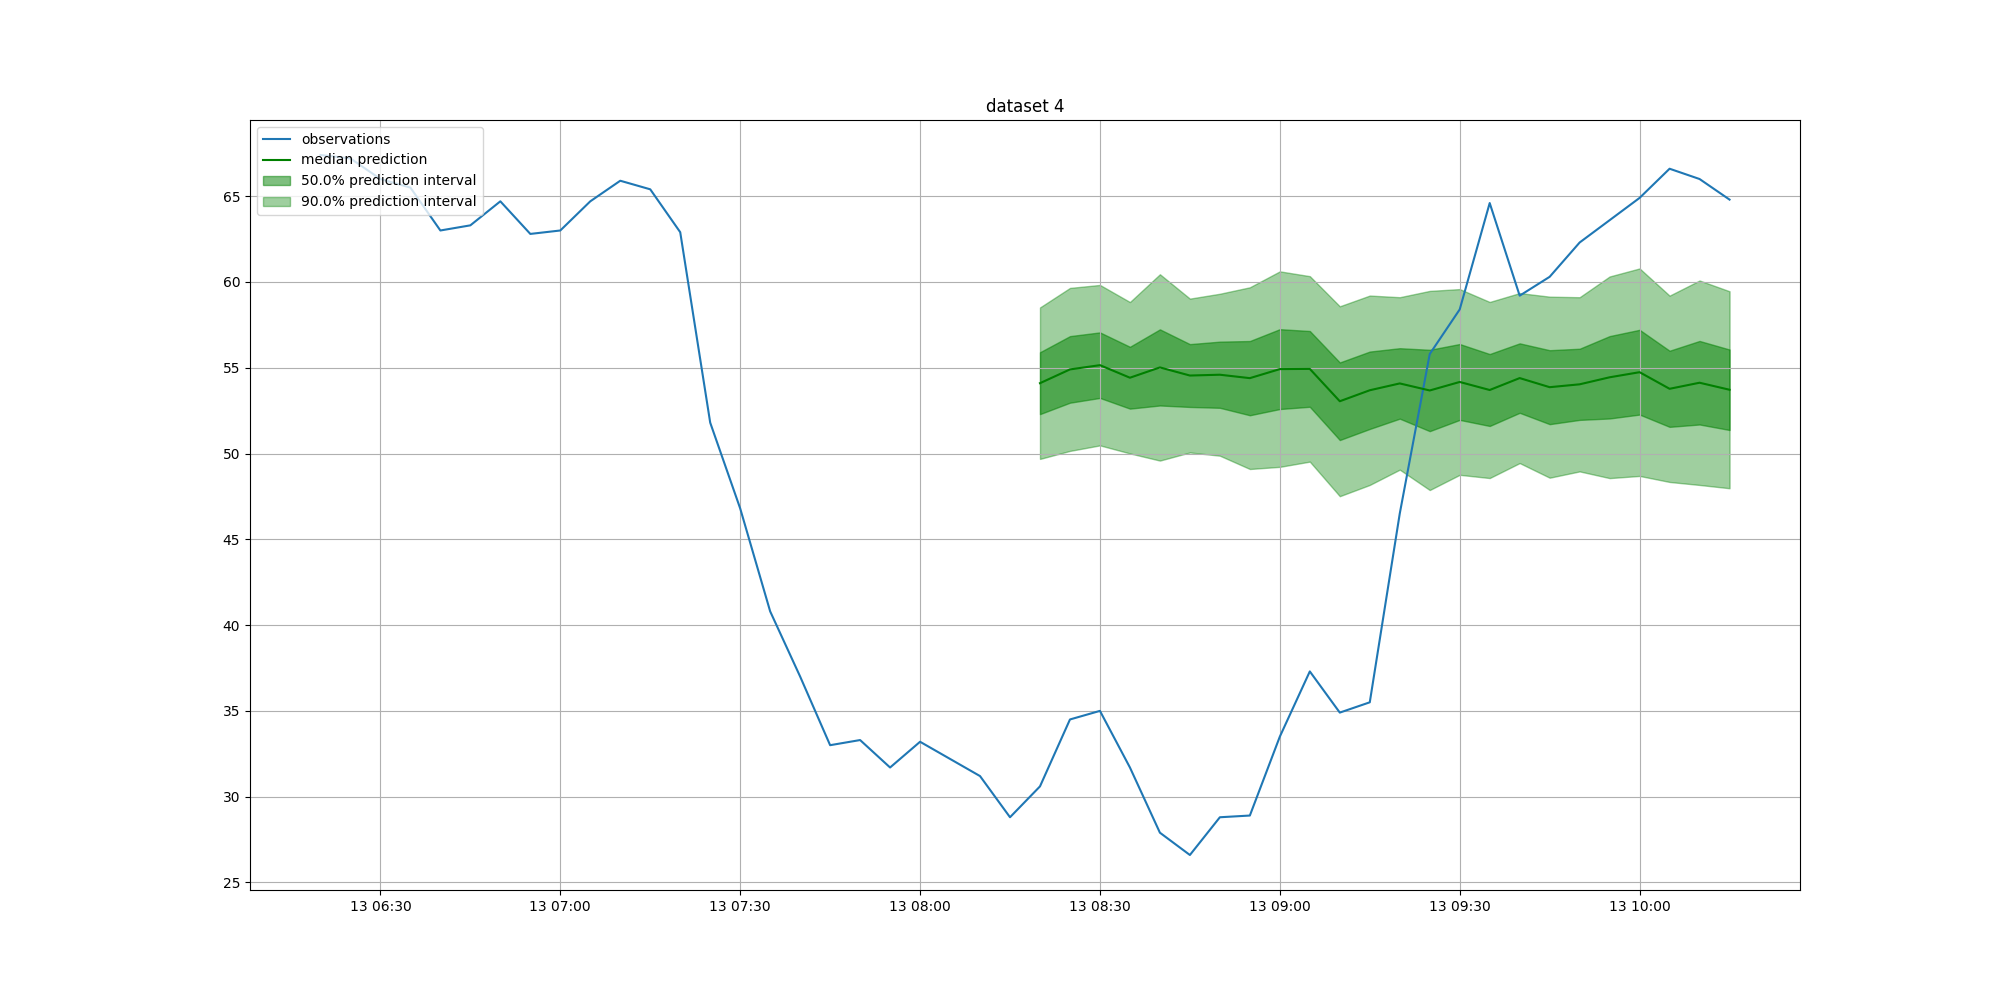 dataset 4
observations
median prediction
50.0% prediction interval
90.0% prediction interval
65
60
55
50
45
40
35
30
25
13 06:30 13 07:00 13 07:30 13 08:00 13 08:30 13 09:00 13 09:30 13 10:00